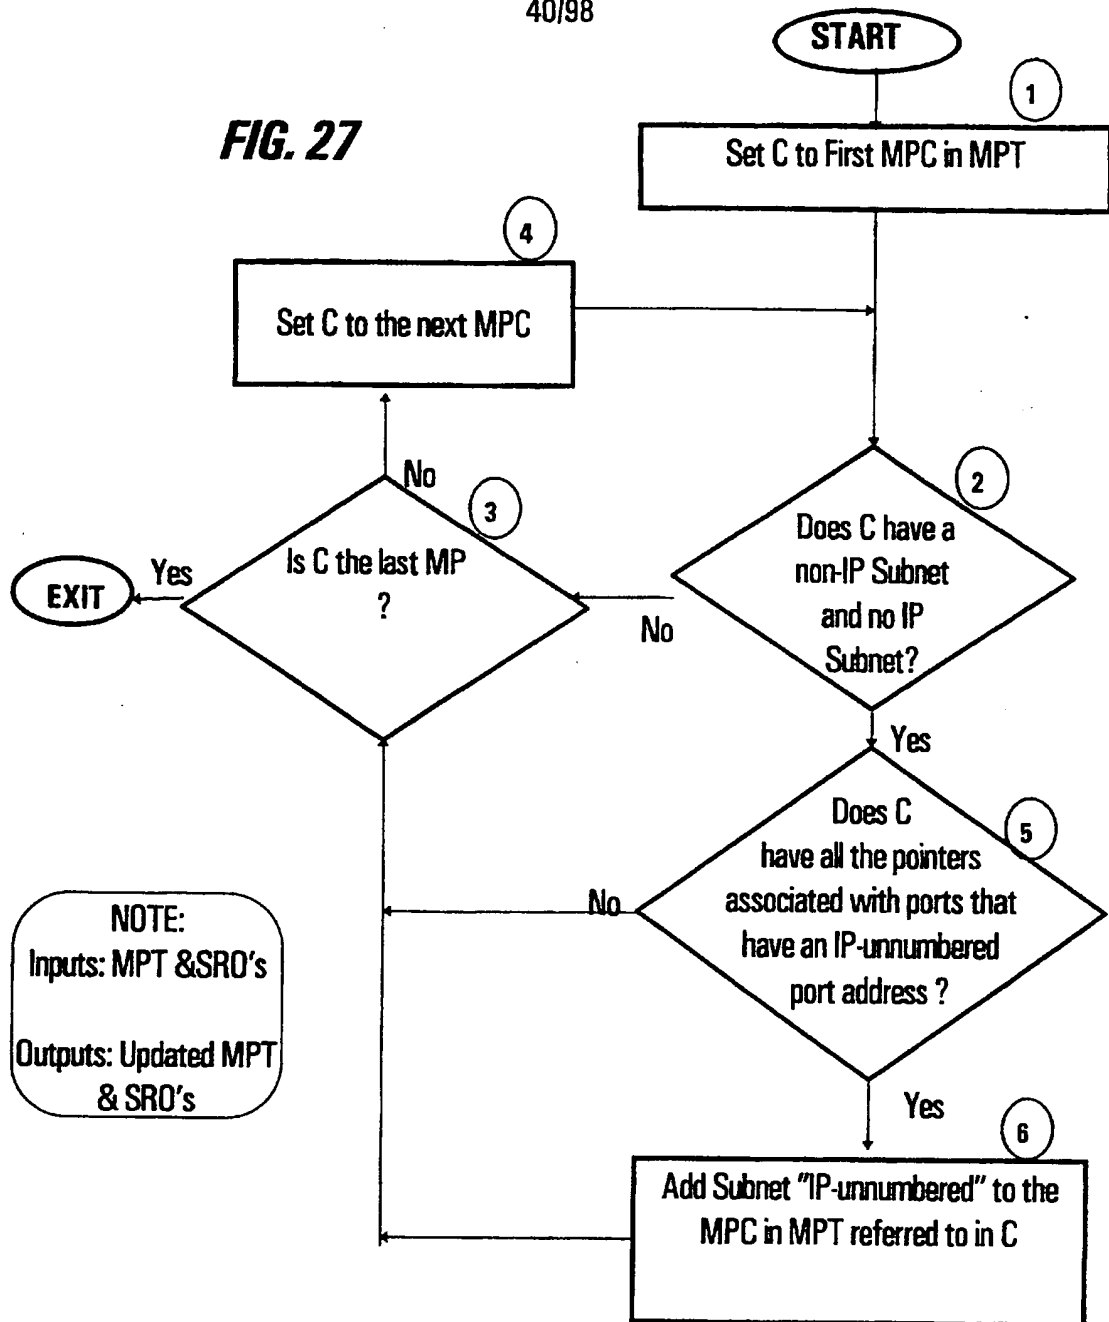 40/98
START
FIG. 27
1
Set C to First MPC in MPT
4
Set C to the next MPC
No
3
Is C the last MP
?
Yes
EXIT
2
Does C have a
non-IP Subnet
and no IP
Subnet?
No
Yes
5
Does C
have all the pointers
associated with ports that
have an IP-unnumbered
port address ?
No
Yes
NOTE:
Inputs: MPT &SRO's
Outputs: Updated MPT
& SRO's
6
Add Subnet "IP-unnumbered" to the
MPC in MPT referred to in C